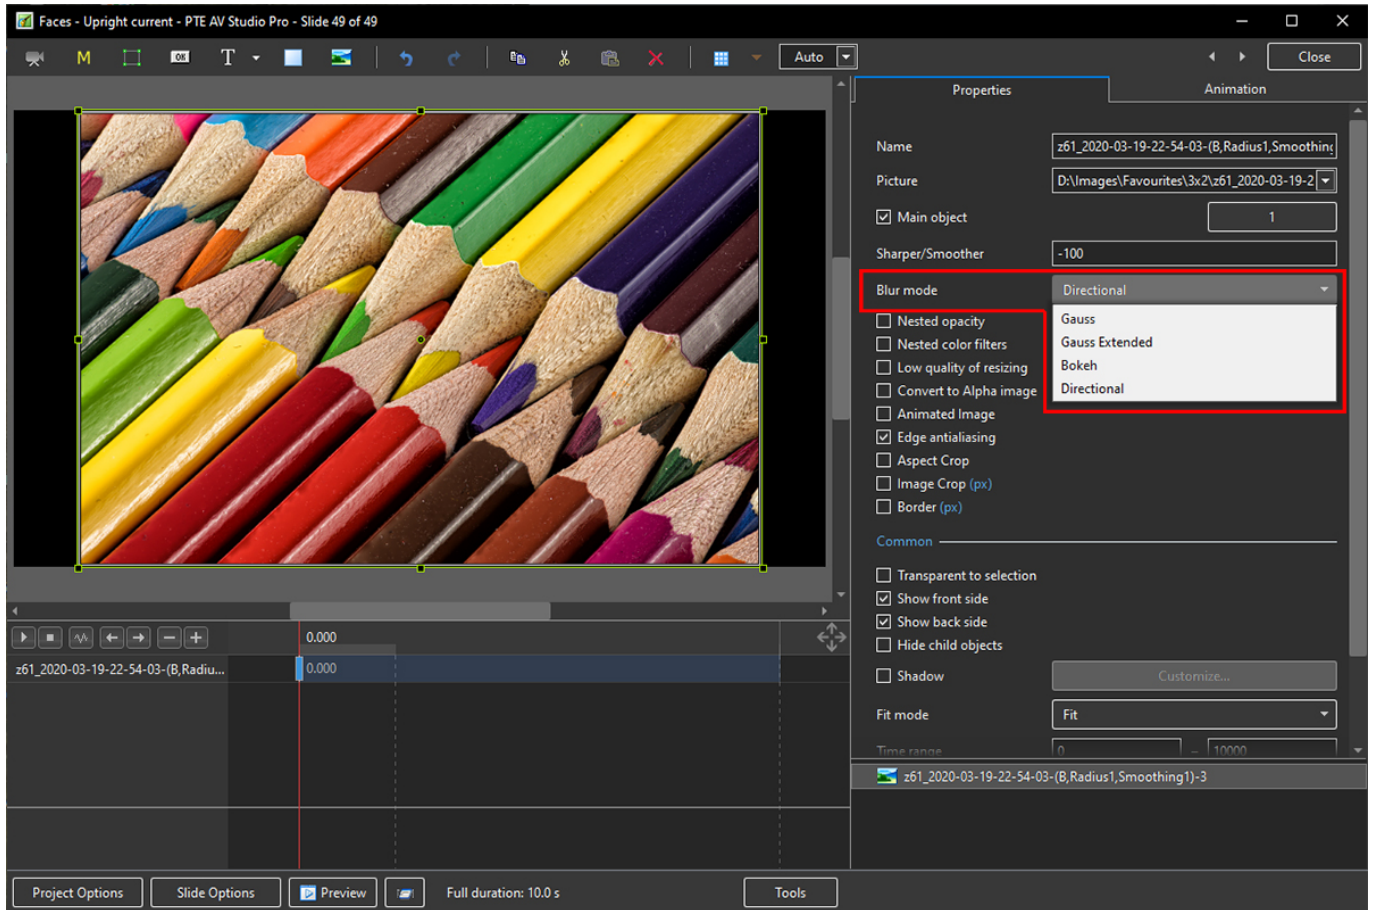 Faces - Upright current - PTE AV Studio Pro - Slide 49 of 49
M OK T Auto Close
Properties Animation
Name z61_2020-03-19-22-54-03-(B,Radius1,Smoothing
Picture D:\Images\Favourites\3x2\z61_2020-03-19-2
Main object 1
Sharper/Smoother -100
Blur mode Directional
Gauss
Gauss Extended
Bokeh
Directional
Nested opacity
Nested color filters
Low quality of resizing
Convert to Alpha image
Animated Image
Edge antialiasing
Aspect Crop
Image Crop (px)
Border (px)
Common
Transparent to selection
Show front side
Show back side
Hide child objects
Shadow Customize...
Fit mode Fit
Time range 0 – 10000
0.000
z61_2020-03-19-22-54-03-(B,Radiu... 0.000
z61_2020-03-19-22-54-03-(B,Radius1,Smoothing1)-3
Project Options Slide Options Preview Full duration: 10.0 s Tools